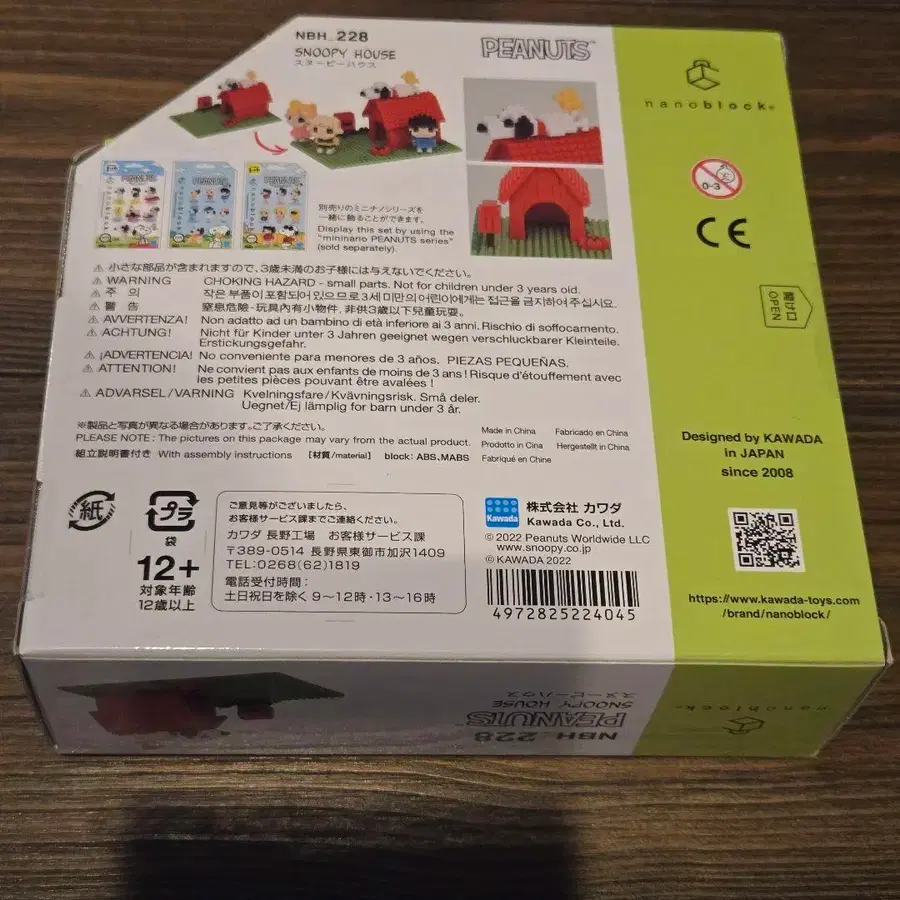 NBH_228
SNOOPY HOUSE
スヌーピーハウス
PEANUTS™
nanoblock®
PEANUTS
PEANUTS
PEANUTS
別売りのミニナノシリーズを
一緒に飾ることができます。
Display this set by using the
"mininano PEANUTS series"
(sold separately).
0-3
CE
開け口
OPEN
⚠ 小さな部品が含まれますので、3歳未満のお子様には与えないでください。
⚠ WARNING CHOKING HAZARD - small parts. Not for children under 3 years old.
⚠ 주 의 작은 부품이 포함되어 있으므로 3세 미만의 어린이에게는 접근을 금지하여 주십시요.
⚠ 警 告 窒息危險 - 玩具內有小物件, 非供3歲以下兒童玩耍。
⚠ AVVERTENZA! Non adatto ad un bambino di età inferiore ai 3 anni. Rischio di soffocamento.
⚠ ACHTUNG! Nicht für Kinder unter 3 Jahren geeignet wegen verschluckbarer Kleinteile.
Erstickungsgefahr.
⚠ ¡ADVERTENCIA! No conveniente para menores de 3 años. PIEZAS PEQUEÑAS.
⚠ ATTENTION! Ne convient pas aux enfants de moins de 3 ans ! Risque d'étouffement avec
les petites pièces pouvant être avalées !
⚠ ADVARSEL/VARNING Kvelningsfare/Kvävningsrisk. Små deler.
Uegnet/Ej lämplig for barn under 3 år.
※製品と写真が異なる場合があります。ご了承ください。
PLEASE NOTE : The pictures on this package may vary from the actual product.
組立説明書付き With assembly instructions 【材質/material】 block: ABS、MABS
Made in China Fabricado en China
Prodotto in Cina Hergestellt in China
Fabriqué en Chine
Designed by KAWADA
in JAPAN
since 2008
紙
プラ
袋
12+
対象年齢
12歳以上
ご意見等がございましたら、
お客様サービス課までご連絡ください。
カワダ 長野工場 お客様サービス課
〒389-0514 長野県東御市加沢1409
TEL:0268(62)1819
電話受付時間：
土日祝日を除く 9～12時・13～16時
Kawada
株式会社 カワダ
Kawada Co., Ltd.
© 2022 Peanuts Worldwide LLC
www.snoopy.co.jp
© KAWADA 2022
4972825224045
https://www.kawada-toys.com
/brand/nanoblock/
nanoblock®
スヌーピーハウス
SNOOPY HOUSE
PEANUTS™
NBH_228